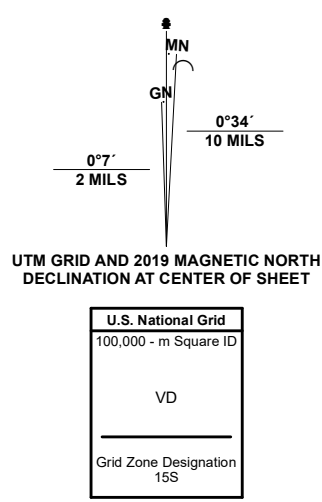 MN
GN
0°34´
10 MILS
0°7´
2 MILS
UTM GRID AND 2019 MAGNETIC NORTH
DECLINATION AT CENTER OF SHEET
U.S. National Grid
100,000 - m Square ID
VD
Grid Zone Designation
15S